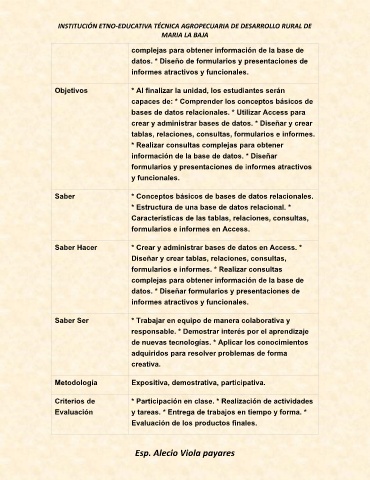 INSTITUCIÓN ETNO-EDUCATIVA TÉCNICA AGROPECUARIA DE DESARROLLO RURAL DE
MARIA LA BAJA
complejas para obtener información de la base de
datos. * Diseño de formularios y presentaciones de
informes atractivos y funcionales.
Objetivos
* Al finalizar la unidad, los estudiantes serán
capaces de: * Comprender los conceptos básicos de
bases de datos relacionales. * Utilizar Access para
crear y administrar bases de datos. * Diseñar y crear
tablas, relaciones, consultas, formularios e informes.
* Realizar consultas complejas para obtener
información de la base de datos. * Diseñar
formularios y presentaciones de informes atractivos
y funcionales.
Saber
* Conceptos básicos de bases de datos relacionales.
* Estructura de una base de datos relacional. *
Características de las tablas, relaciones, consultas,
formularios e informes en Access.
Saber Hacer
* Crear y administrar bases de datos en Access. *
Diseñar y crear tablas, relaciones, consultas,
formularios e informes. * Realizar consultas
complejas para obtener información de la base de
datos. * Diseñar formularios y presentaciones de
informes atractivos y funcionales.
Saber Ser
* Trabajar en equipo de manera colaborativa y
responsable. * Demostrar interés por el aprendizaje
de nuevas tecnologías. * Aplicar los conocimientos
adquiridos para resolver problemas de forma
creativa.
Metodología
Expositiva, demostrativa, participativa.
Criterios de
Evaluación
* Participación en clase. * Realización de actividades
y tareas. * Entrega de trabajos en tiempo y forma. *
Evaluación de los productos finales.
Esp. Alecio Viola payares